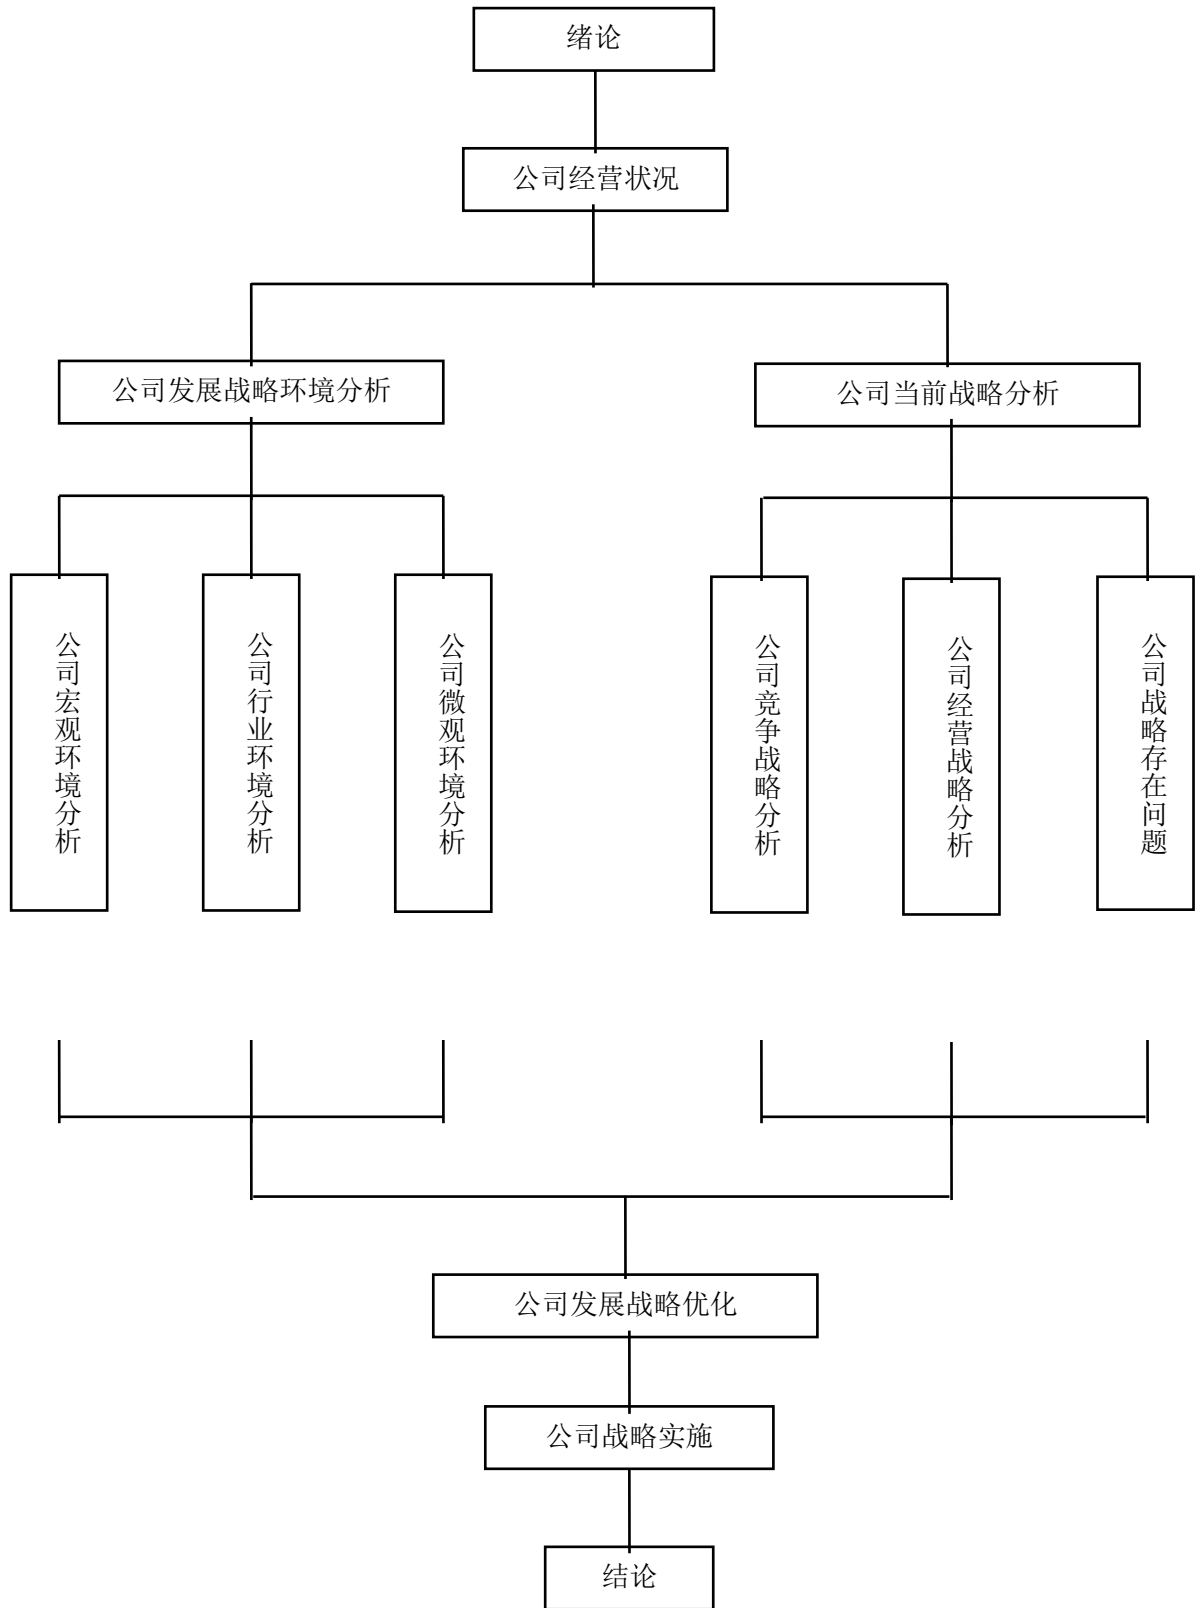 绪论
公司经营状况
公司发展战略环境分析
公司当前战略分析
公司宏观环境分析
公司行业环境分析
公司微观环境分析
公司竞争战略分析
公司经营战略分析
公司战略存在问题
公司发展战略优化
公司战略实施
结论